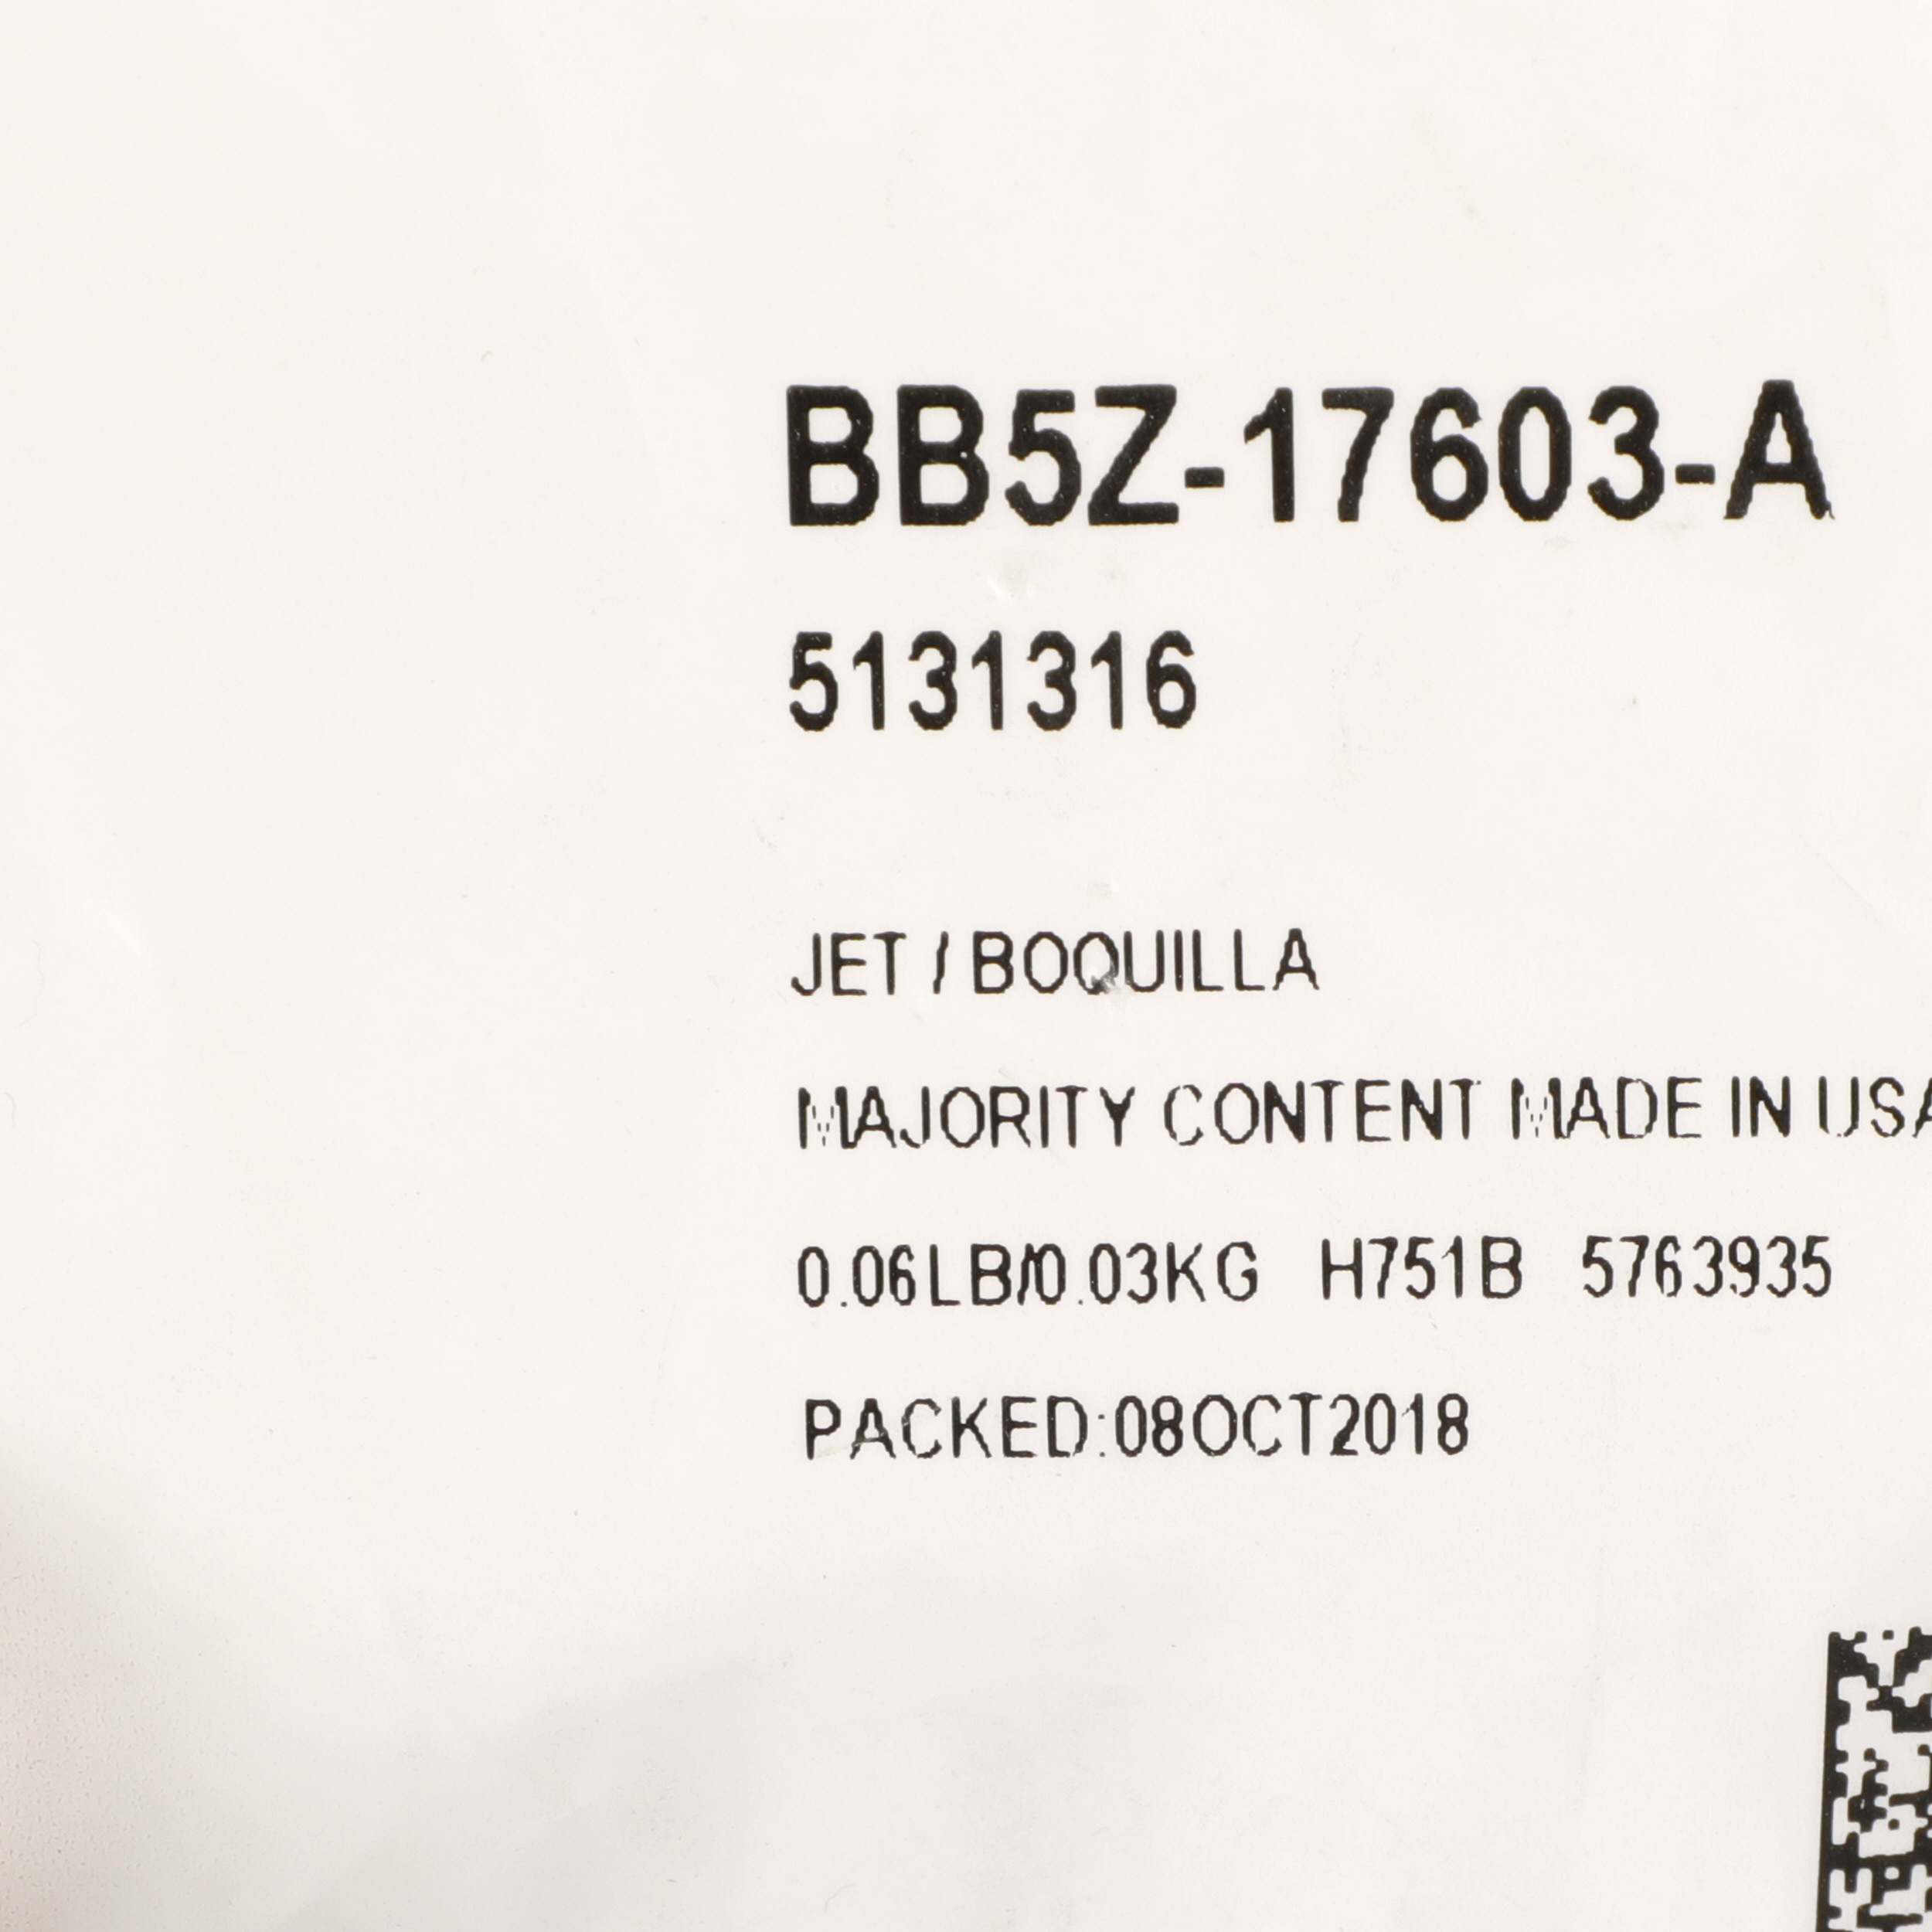 BB5Z-17603-A
5131316
JET / BOQUILLA
MAJORITY CONTENT MADE IN USA
0.06LB/0.03KG H751B 5763935
PACKED:08OCT2018